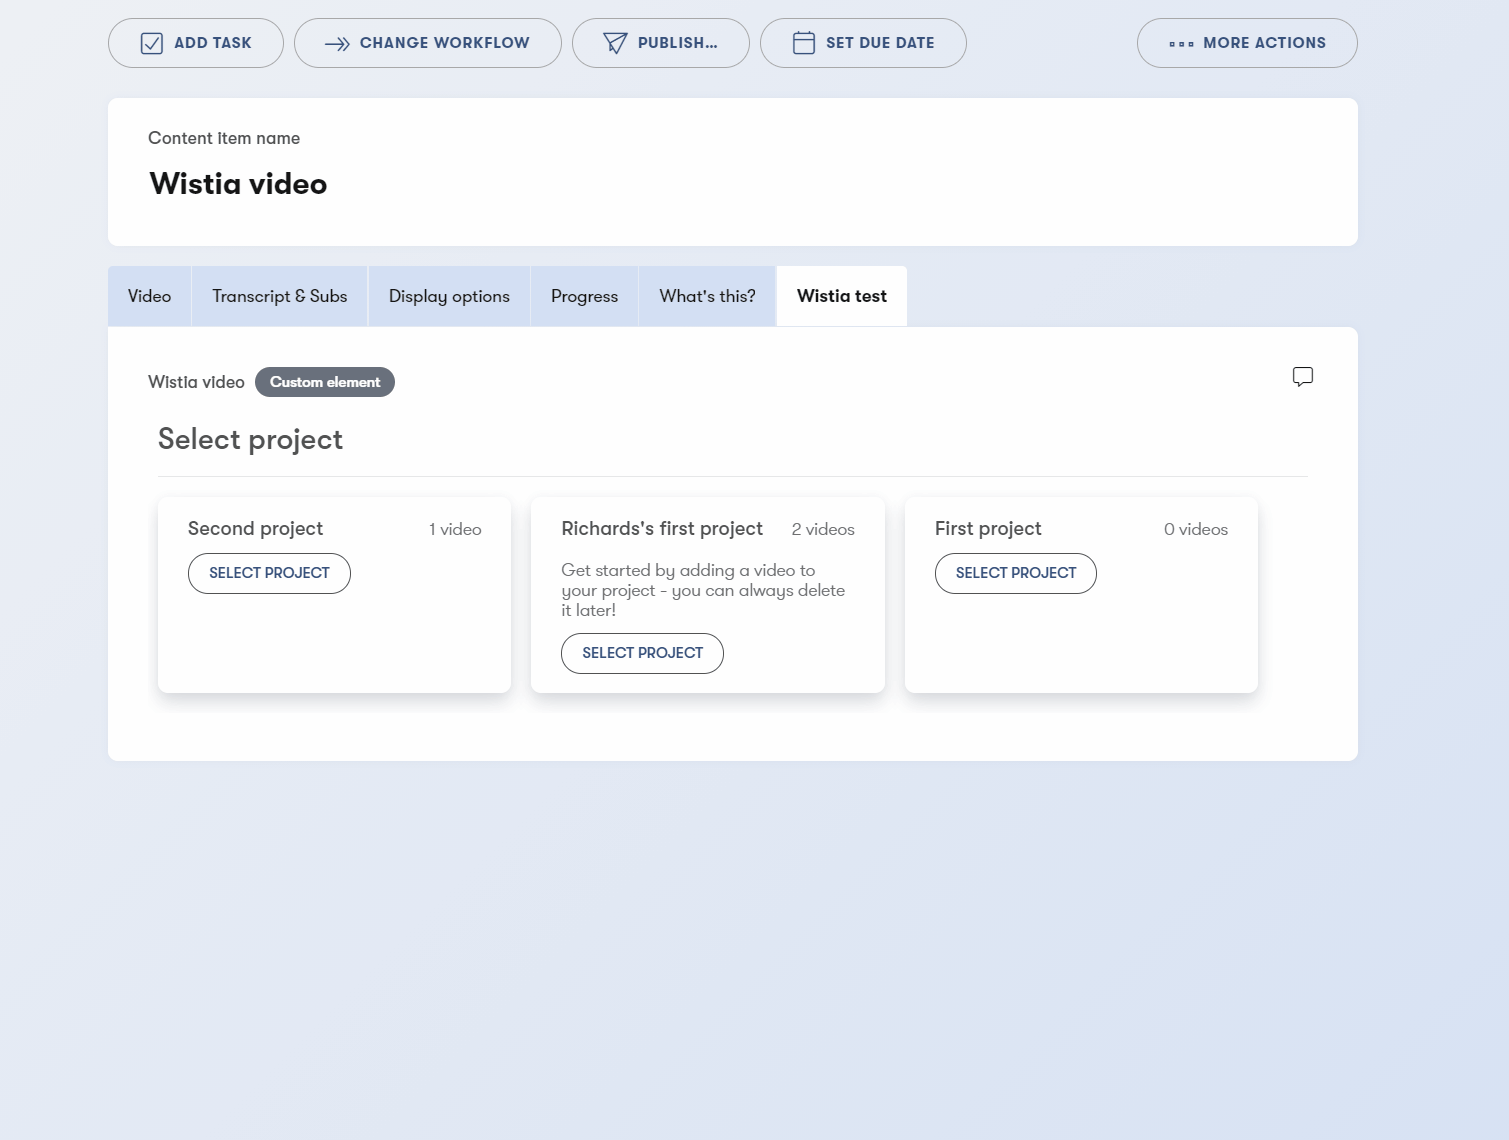 ADD TASK
CHANGE WORKFLOW
PUBLISH...
SET DUE DATE
MORE ACTIONS
Content item name
Wistia video
Video
Transcript & Subs
Display options
Progress
What's this?
Wistia test
Wistia video
Custom element
Select project
Second project
1 video
SELECT PROJECT
Richards's first project
2 videos
Get started by adding a video to
your project - you can always delete
it later!
SELECT PROJECT
First project
0 videos
SELECT PROJECT